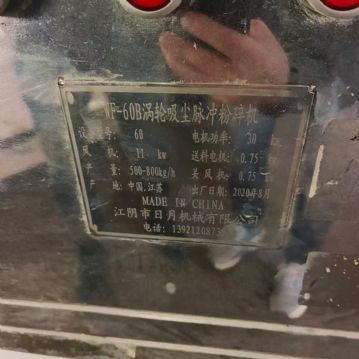 WF-60B涡轮吸尘脉冲粉碎机
设备型号: 60 电机功率: 30 kw
风 机: 11 kw 送料电机: 0.75
产 量: 500-800kg/h 关风机: 0.75
产 地: 中国.江苏 出厂日期: 2020年8月
MADE IN CHINA
江阴市日月机械有限公司
电话: